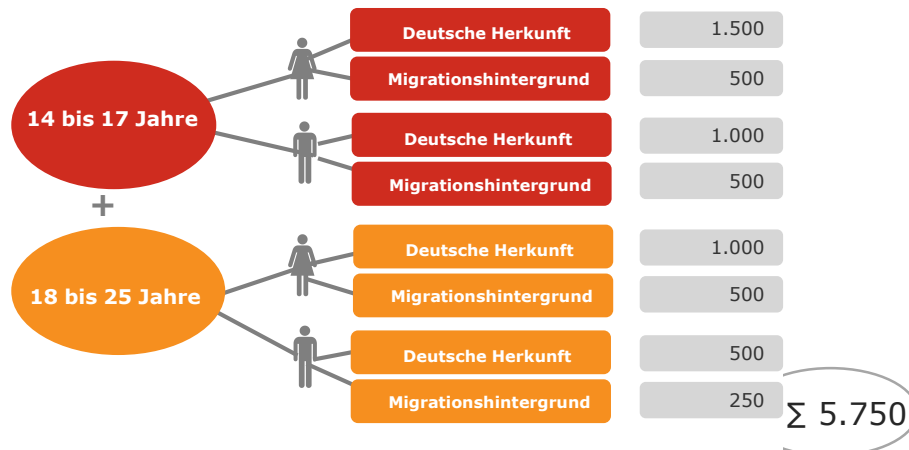 14 bis 17 Jahre
Deutsche Herkunft 1.500
Migrationshintergrund 500
Deutsche Herkunft 1.000
Migrationshintergrund 500
+
18 bis 25 Jahre
Deutsche Herkunft 1.000
Migrationshintergrund 500
Deutsche Herkunft 500
Migrationshintergrund 250
∑ 5.750